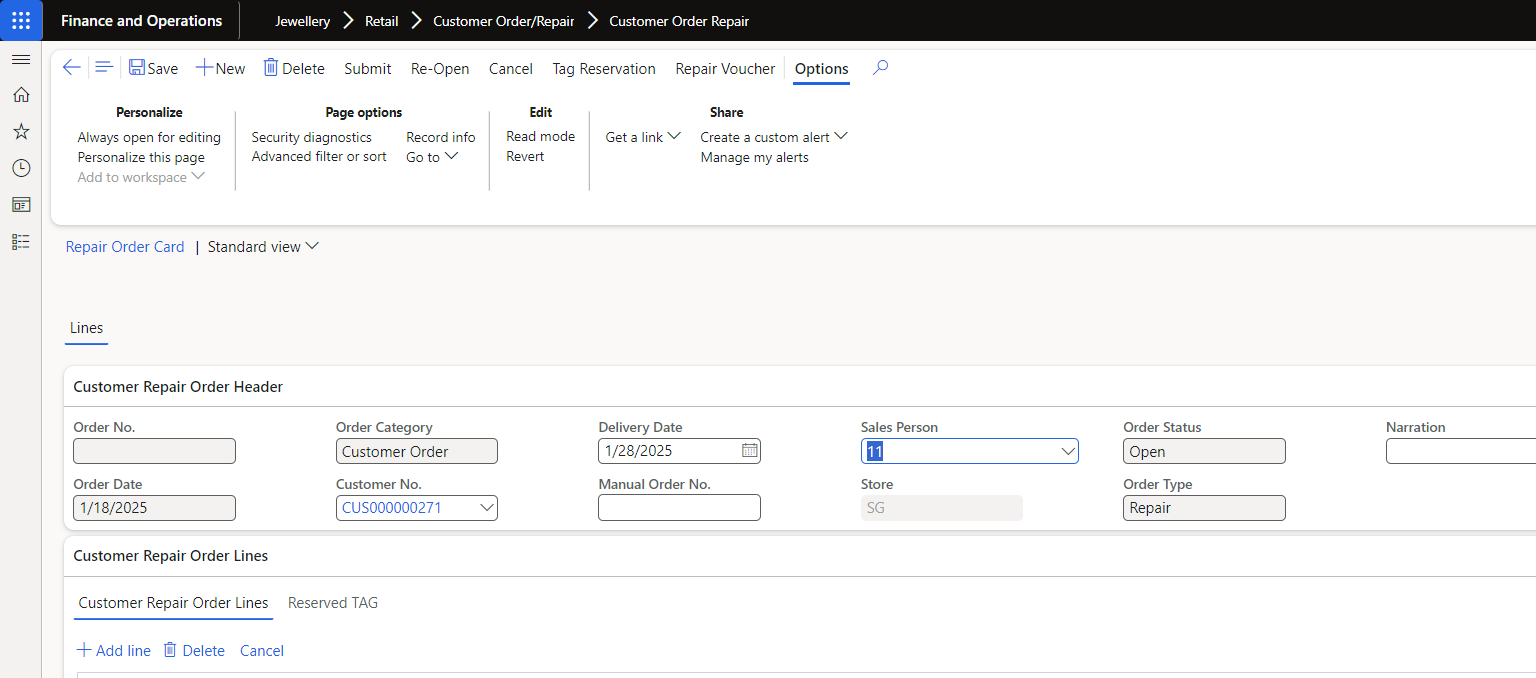 Finance and Operations Jewellery Retail Customer Order/Repair Customer Order Repair
Save New Delete Submit Re-Open Cancel Tag Reservation Repair Voucher Options
Personalize
Always open for editing
Personalize this page
Add to workspace
Page options
Security diagnostics Record info
Advanced filter or sort Go to
Edit
Read mode
Revert
Share
Get a link Create a custom alert
Manage my alerts
Repair Order Card | Standard view
Lines
Customer Repair Order Header
Order No. Order Category Delivery Date Sales Person Order Status Narration
Customer Order 1/28/2025 11 Open
Order Date Customer No. Manual Order No. Store Order Type
1/18/2025 CUS000000271 SG Repair
Customer Repair Order Lines
Customer Repair Order Lines Reserved TAG
Add line Delete Cancel